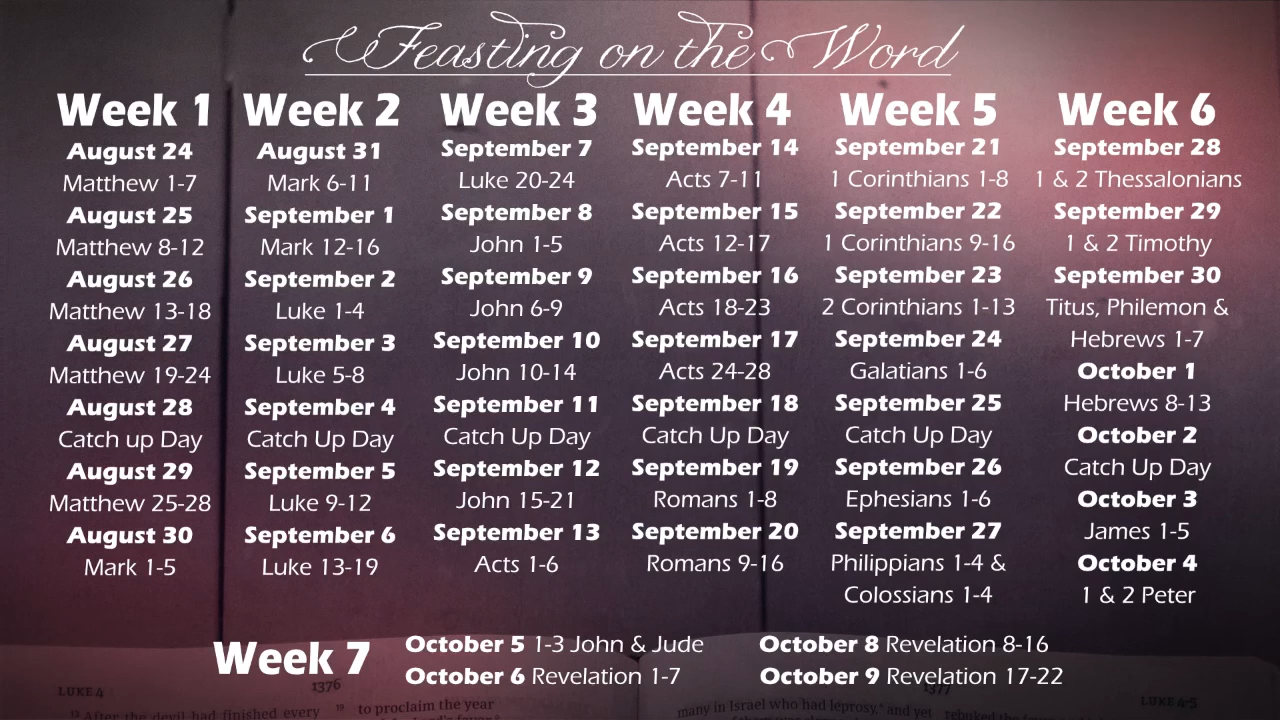 Feasting on the Word
Week 1
August 24
Matthew 1-7
August 25
Matthew 8-12
August 26
Matthew 13-18
August 27
Matthew 19-24
August 28
Catch up Day
August 29
Matthew 25-28
August 30
Mark 1-5
Week 2
August 31
Mark 6-11
September 1
Mark 12-16
September 2
Luke 1-4
September 3
Luke 5-8
September 4
Catch Up Day
September 5
Luke 9-12
September 6
Luke 13-19
Week 3
September 7
Luke 20-24
September 8
John 1-5
September 9
John 6-9
September 10
John 10-14
September 11
Catch Up Day
September 12
John 15-21
September 13
Acts 1-6
Week 4
September 14
Acts 7-11
September 15
Acts 12-17
September 16
Acts 18-23
September 17
Acts 24-28
September 18
Catch Up Day
September 19
Romans 1-8
September 20
Romans 9-16
Week 5
September 21
1 Corinthians 1-8
September 22
1 Corinthians 9-16
September 23
2 Corinthians 1-13
September 24
Galatians 1-6
September 25
Catch Up Day
September 26
Ephesians 1-6
September 27
Philippians 1-4 &
Colossians 1-4
Week 6
September 28
1 & 2 Thessalonians
September 29
1 & 2 Timothy
September 30
Titus, Philemon &
Hebrews 1-7
October 1
Hebrews 8-13
October 2
Catch Up Day
October 3
James 1-5
October 4
1 & 2 Peter
Week 7
October 5 1-3 John & Jude
October 6 Revelation 1-7
October 8 Revelation 8-16
October 9 Revelation 17-22
LUKE 4
1376
13 After the devil had finished every
19 to proclaim the year
1377
LUKE 4-5
many in Israel who had leprosy, and yet
rebuked the